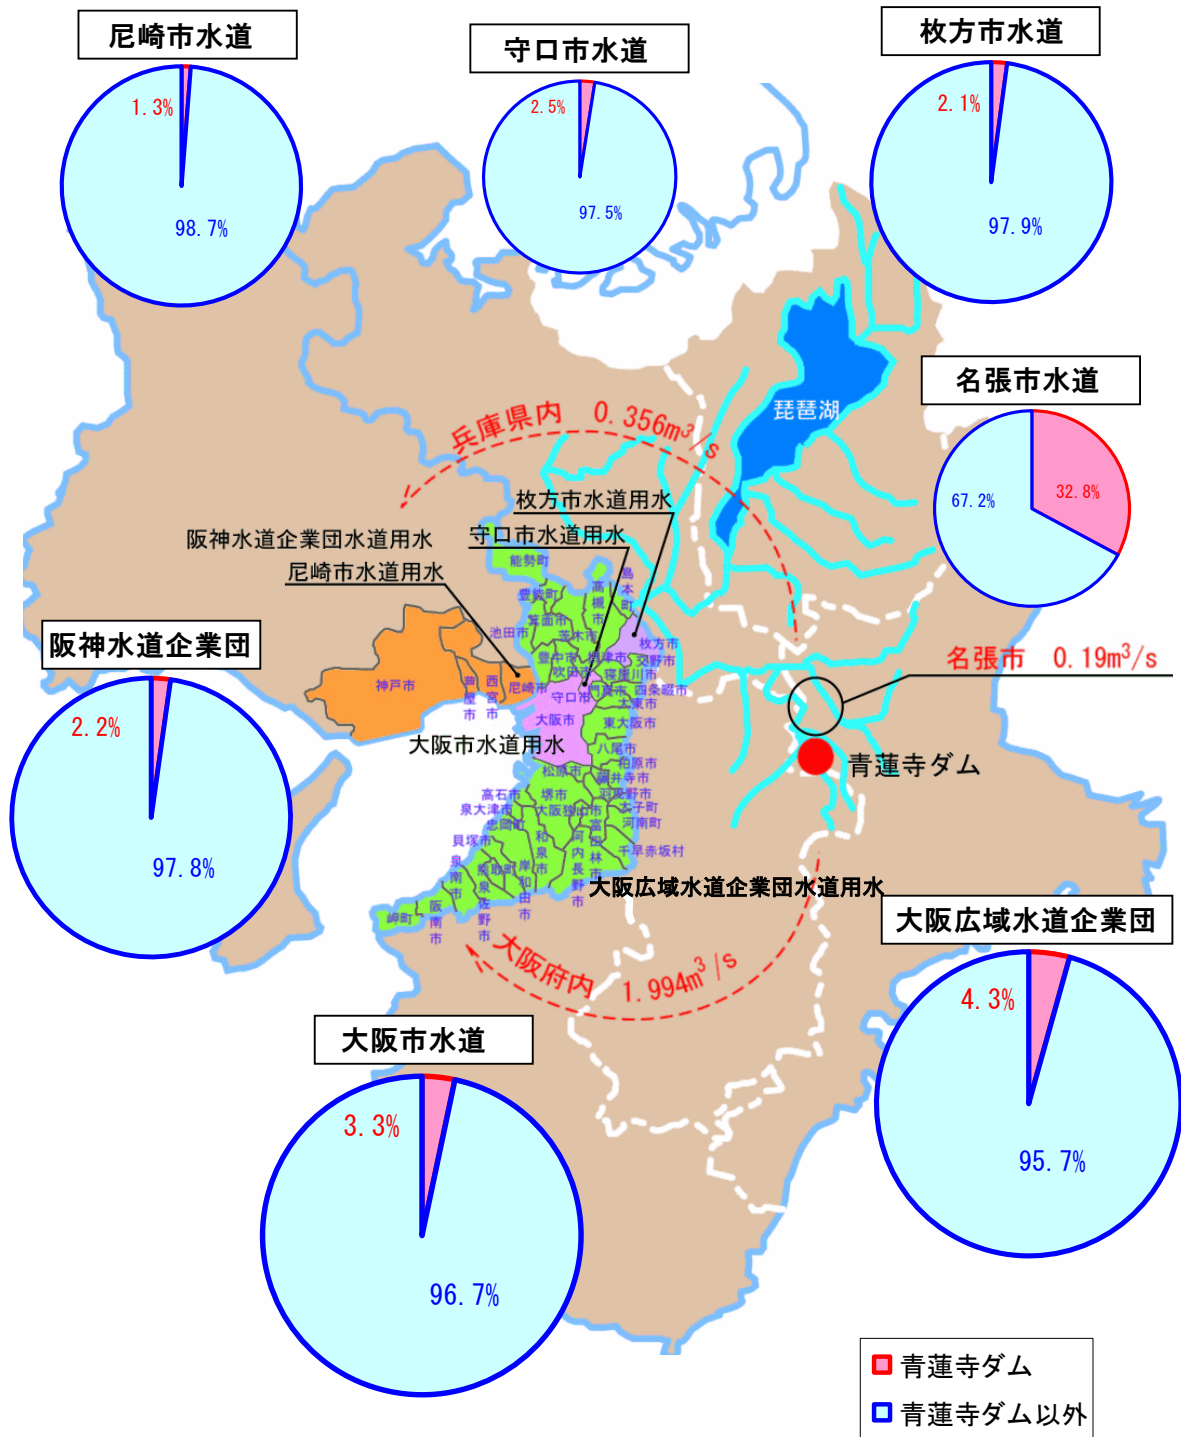 尼崎市水道
1.3%
98.7%
守口市水道
2.5%
97.5%
枚方市水道
2.1%
97.9%
名張市水道
32.8%
67.2%
琵琶湖
兵庫県内 0.356m³/s
枚方市水道用水
守口市水道用水
阪神水道企業団水道用水
尼崎市水道用水
阪神水道企業団
2.2%
97.8%
名張市 0.19m³/s
青蓮寺ダム
能勢町
豊能町
高槻市
島本町
箕面市
池田市
茨木市
枚方市
豊中市
摂津市
交野市
吹田市
寝屋川市
神戸市
芦屋市
西宮市
尼崎市
守口市
門真市
四条畷市
大東市
大阪市
東大阪市
大阪市水道用水
八尾市
松原市
柏原市
藤井寺市
高石市
堺市
羽曳野市
泉大津市
大阪狭山市
太子町
忠岡町
河南町
貝塚市
和泉市
富田林市
河内長野市
千早赤坂村
泉南市
熊取町
岸和田市
泉佐野市
岬町
阪南市
大阪広域水道企業団水道用水
大阪府内 1.994m³/s
大阪広域水道企業団
4.3%
95.7%
大阪市水道
3.3%
96.7%
青蓮寺ダム
青蓮寺ダム以外